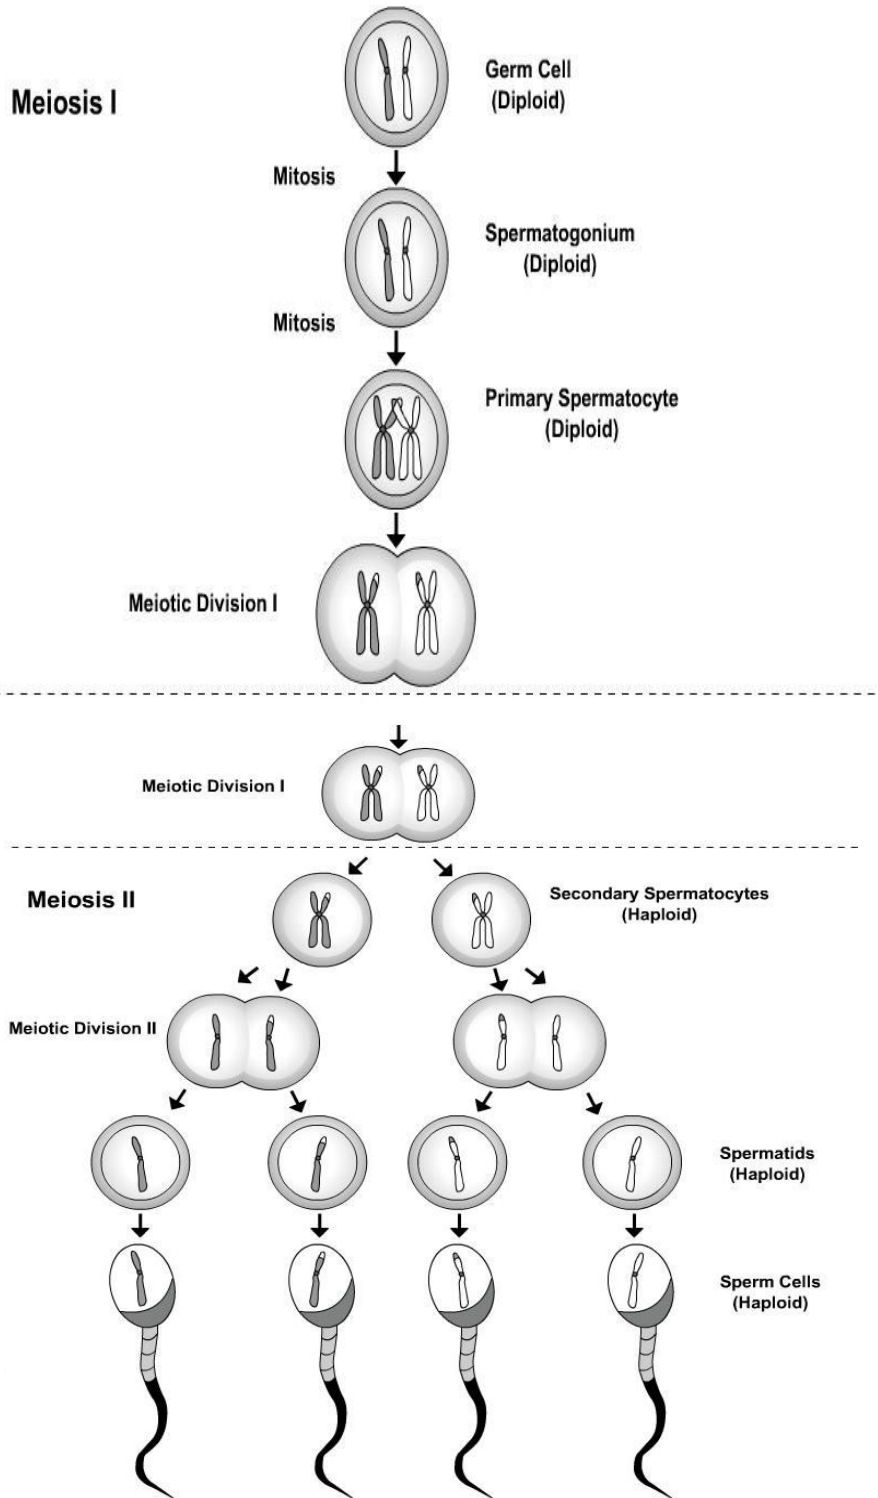 Germ Cell
(Diploid)
Meiosis I
Mitosis
Spermatogonium
(Diploid)
Mitosis
Primary Spermatocyte
(Diploid)
Meiotic Division I
Meiotic Division I
Meiosis II
Secondary Spermatocytes
(Haploid)
Meiotic Division II
Spermatids
(Haploid)
Sperm Cells
(Haploid)